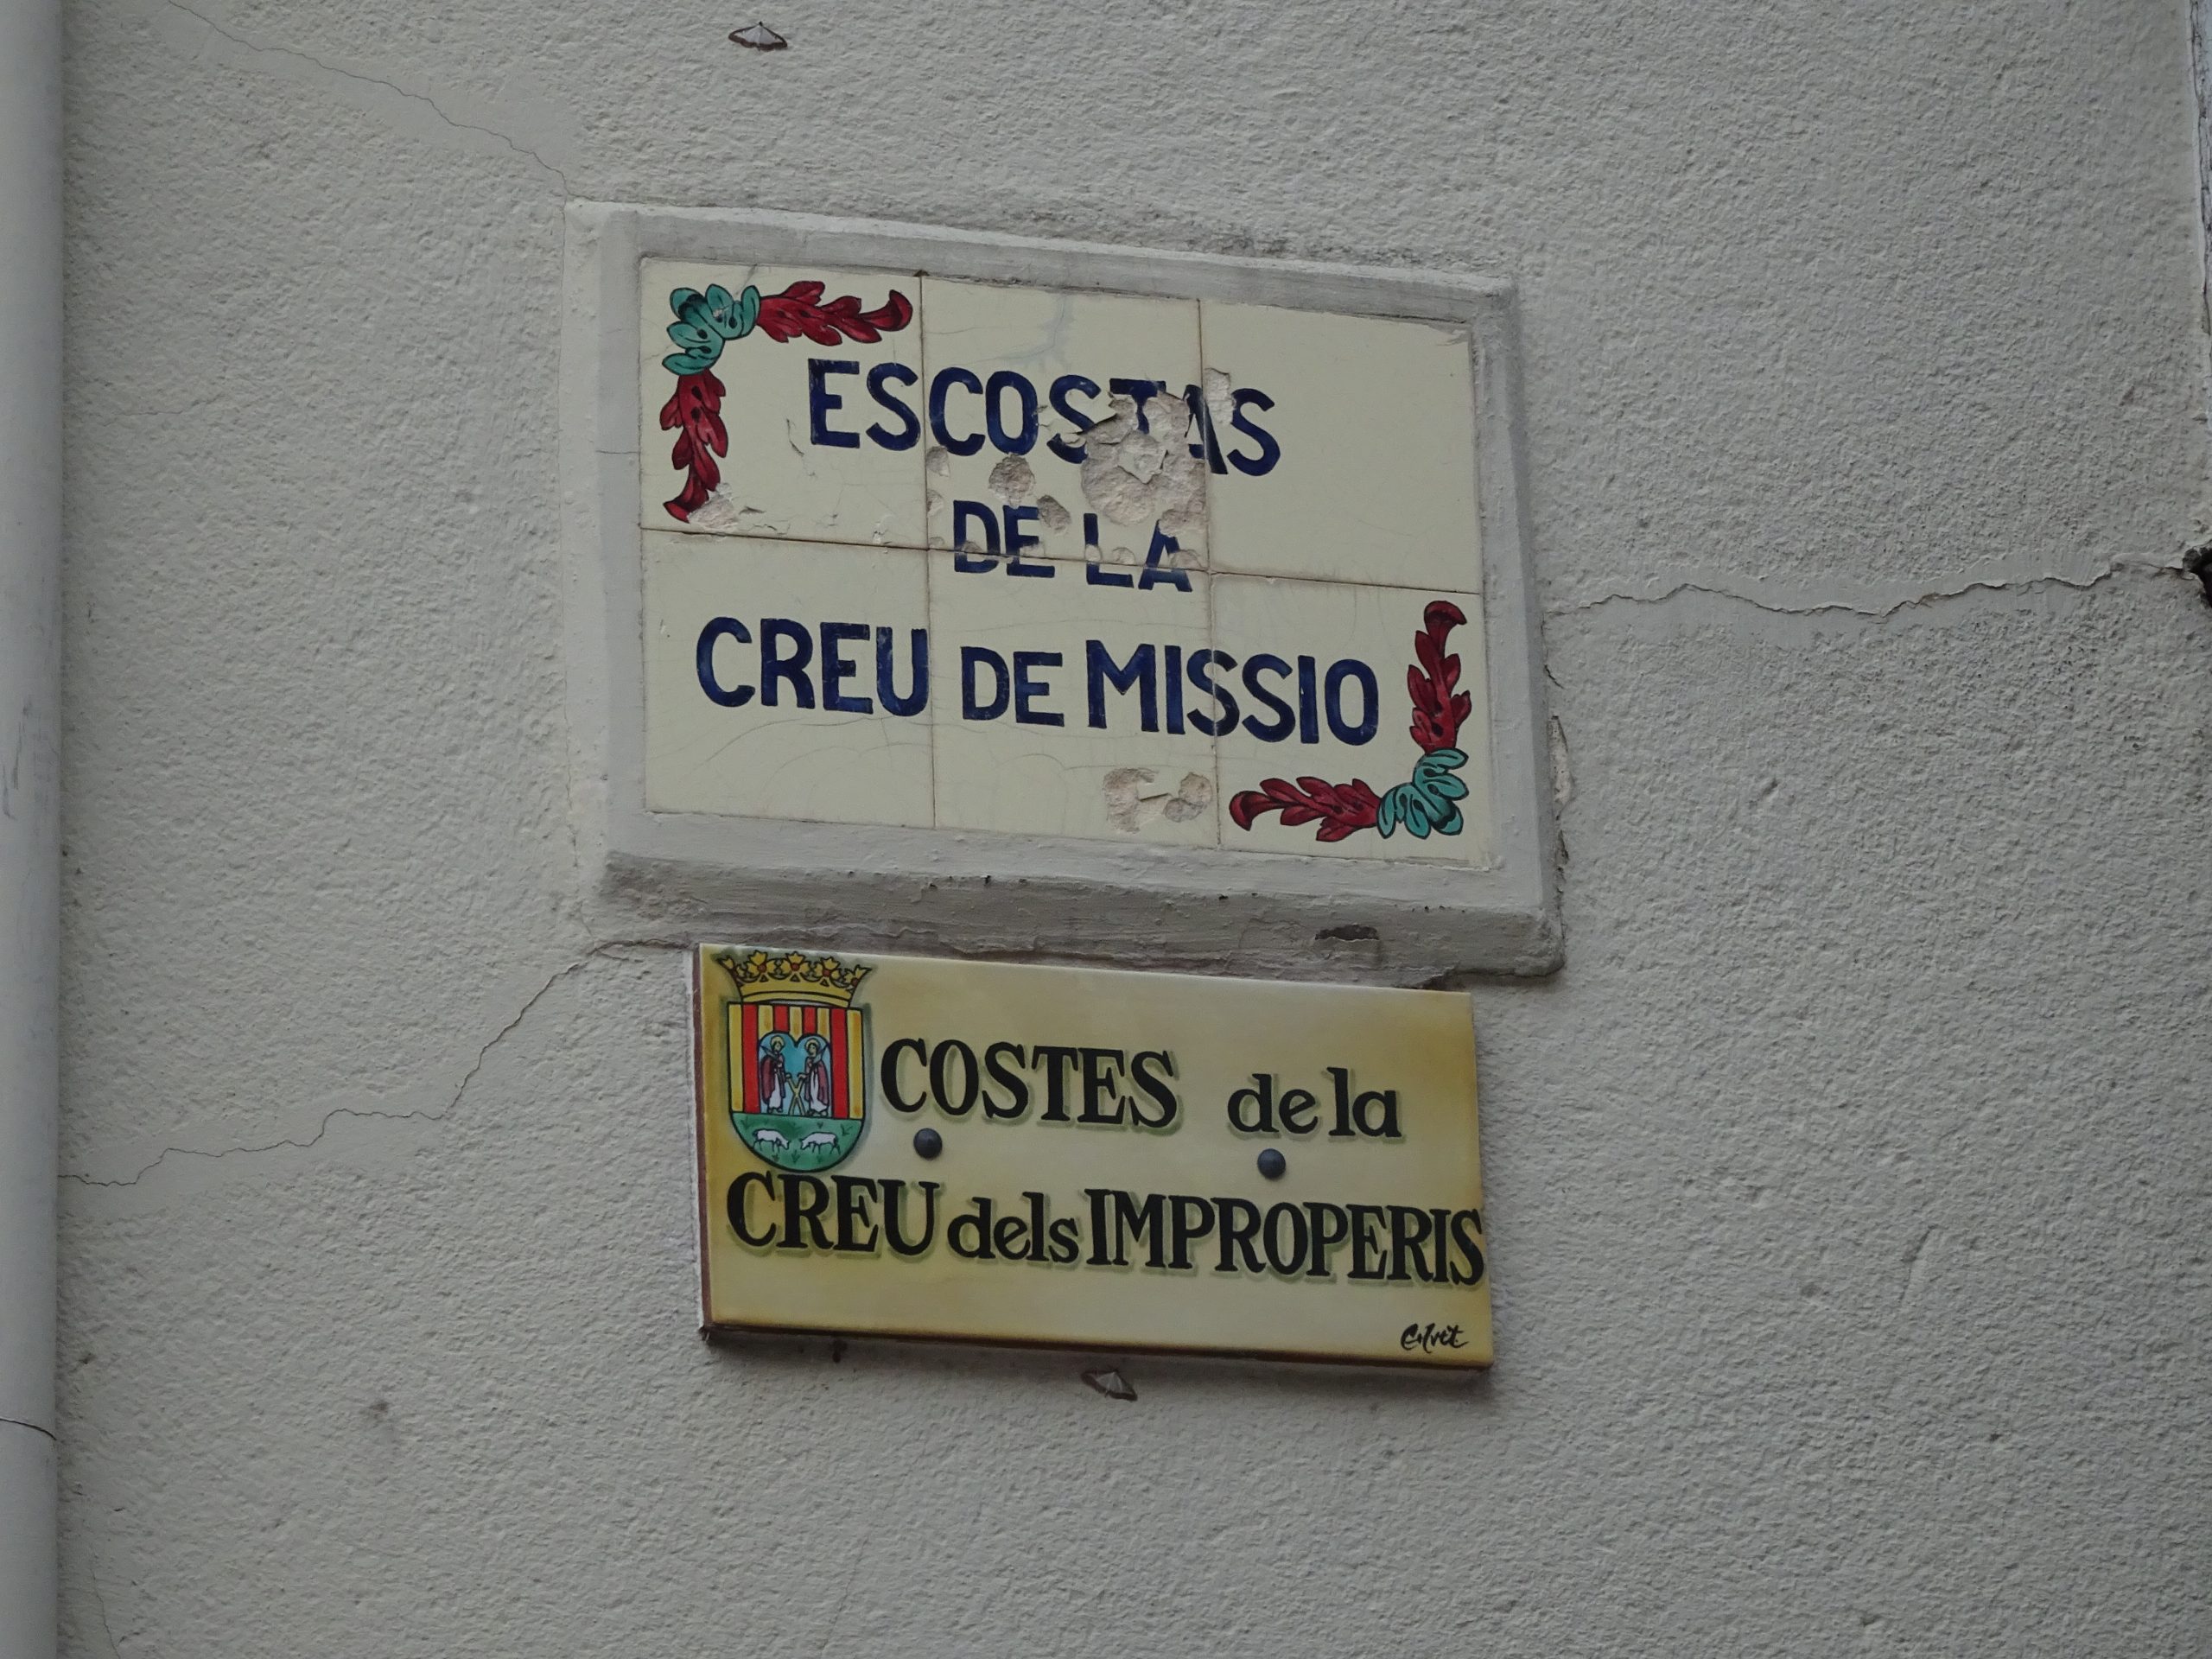 ESCOSTAS
DE LA
CREU DE MISSIO
COSTES de la
CREU dels IMPROPERIS